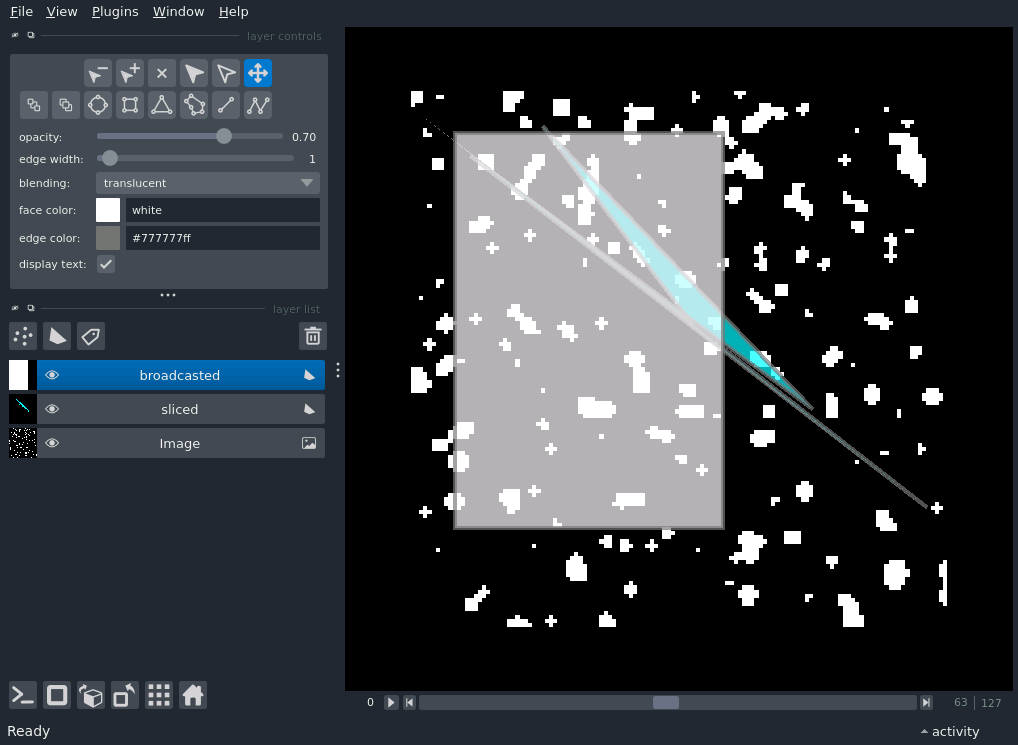 File View Plugins Window Help
layer controls
opacity: 0.70
edge width: 1
blending: translucent
face color: white
edge color: #777777ff
display text:
layer list
broadcasted
sliced
Image
0 63 127
Ready activity